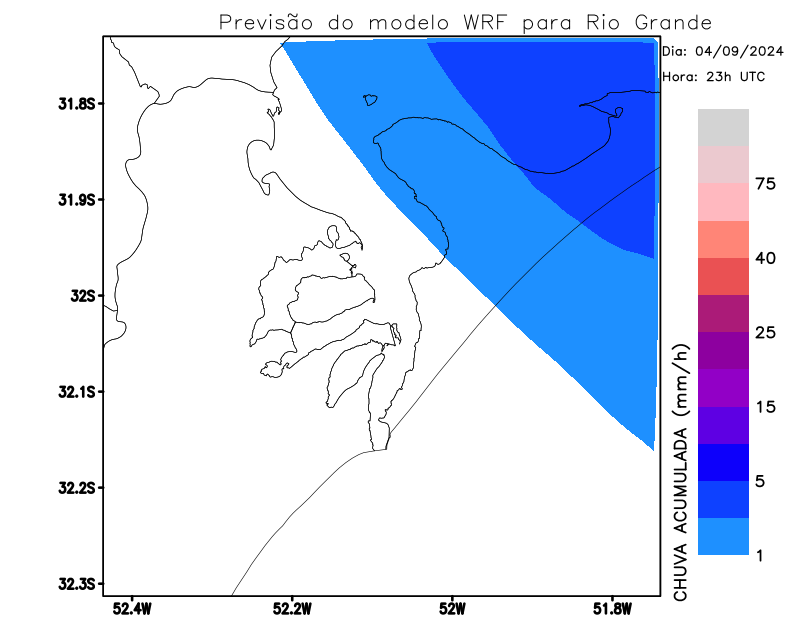 Previsão do modelo WRF para Rio Grande
Dia: 04/09/2024
Hora: 23h UTC
31.8S
31.9S
32S
32.1S
32.2S
32.3S
52.4W
52.2W
52W
51.8W
75
40
25
15
5
1
CHUVA ACUMULADA (mm/h)